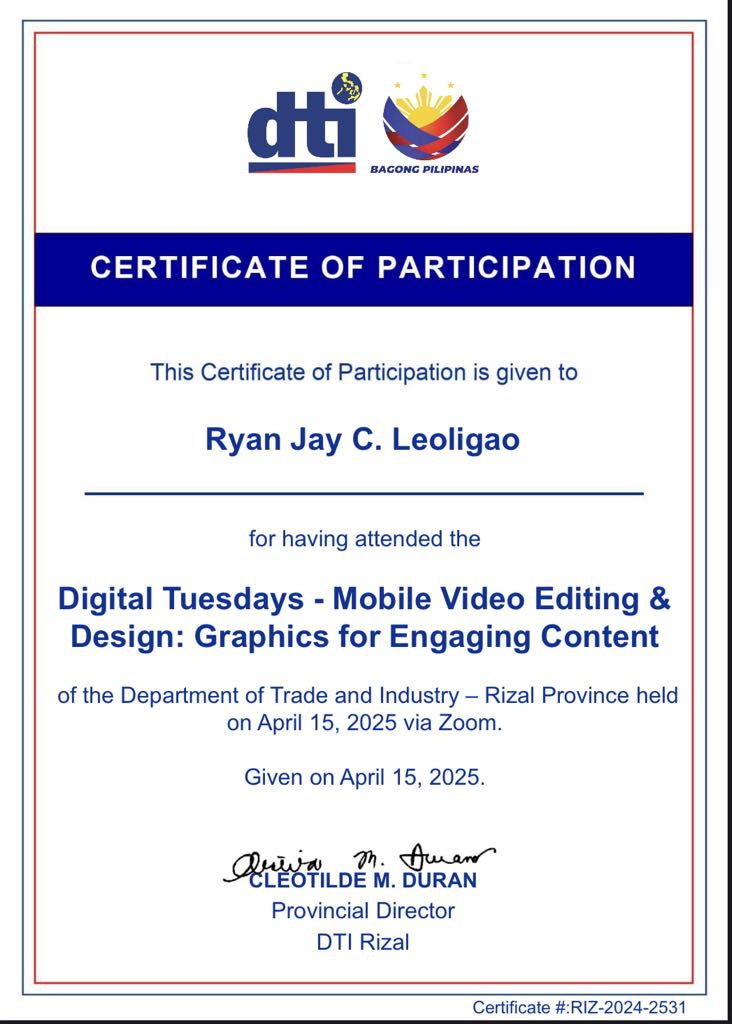 dti
BAGONG PILIPINAS
CERTIFICATE OF PARTICIPATION
This Certificate of Participation is given to
Ryan Jay C. Leoligao
for having attended the
Digital Tuesdays - Mobile Video Editing &
Design: Graphics for Engaging Content
of the Department of Trade and Industry – Rizal Province held
on April 15, 2025 via Zoom.
Given on April 15, 2025.
CLEOTILDE M. DURAN
Provincial Director
DTI Rizal
Certificate #:RIZ-2024-2531